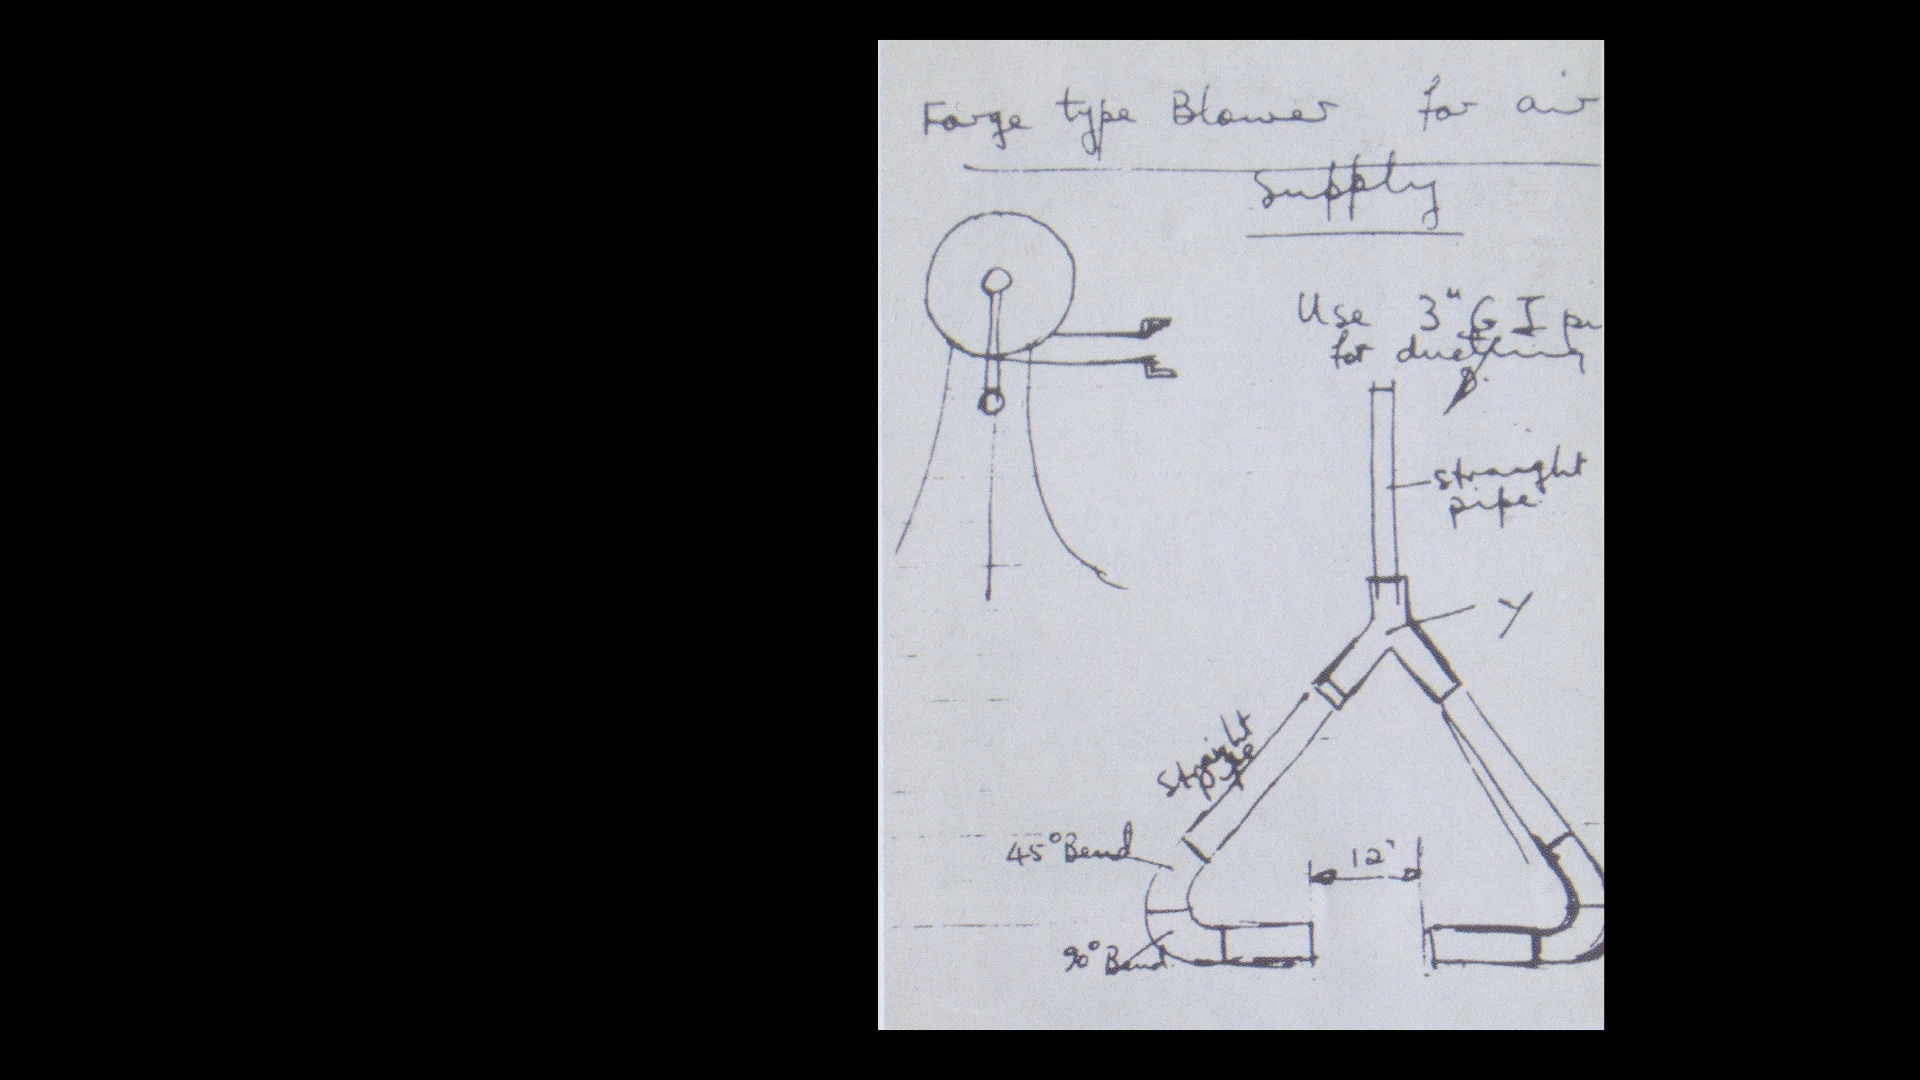 Forge type Blower for air
Supply
Use 3" G I
for ducting
straight
pipe
Y
straight
pipe
45° Bend
12"
90° Bend